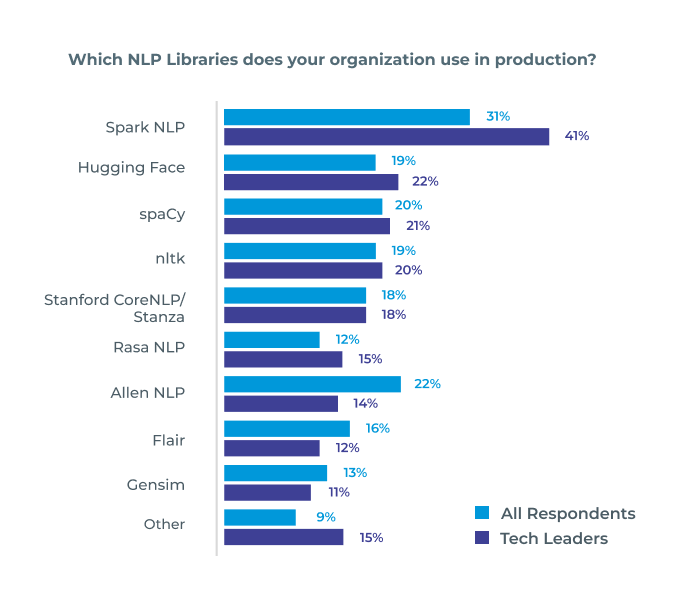 Which NLP Libraries does your organization use in production?
Spark NLP
31%
41%
Hugging Face
19%
22%
spaCy
20%
21%
nltk
19%
20%
Stanford CoreNLP/
Stanza
18%
18%
Rasa NLP
12%
15%
Allen NLP
22%
14%
Flair
16%
12%
Gensim
13%
11%
Other
9%
15%
All Respondents
Tech Leaders